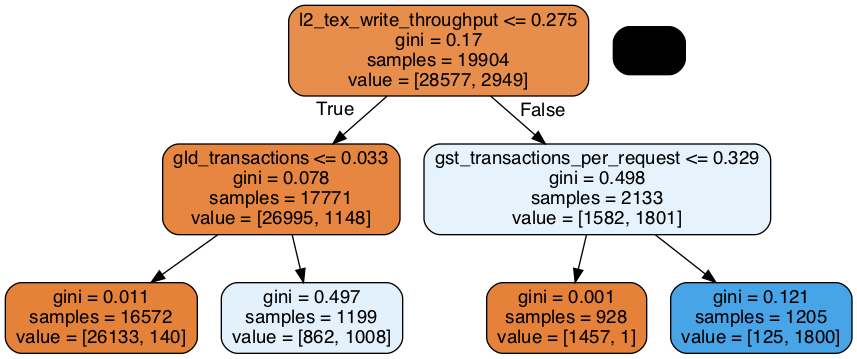 l2_tex_write_throughput <= 0.275
gini = 0.17
samples = 19904
value = [28577, 2949]
True
False
gld_transactions <= 0.033
gini = 0.078
samples = 17771
value = [26995, 1148]
gst_transactions_per_request <= 0.329
gini = 0.498
samples = 2133
value = [1582, 1801]
gini = 0.011
samples = 16572
value = [26133, 140]
gini = 0.497
samples = 1199
value = [862, 1008]
gini = 0.001
samples = 928
value = [1457, 1]
gini = 0.121
samples = 1205
value = [125, 1800]